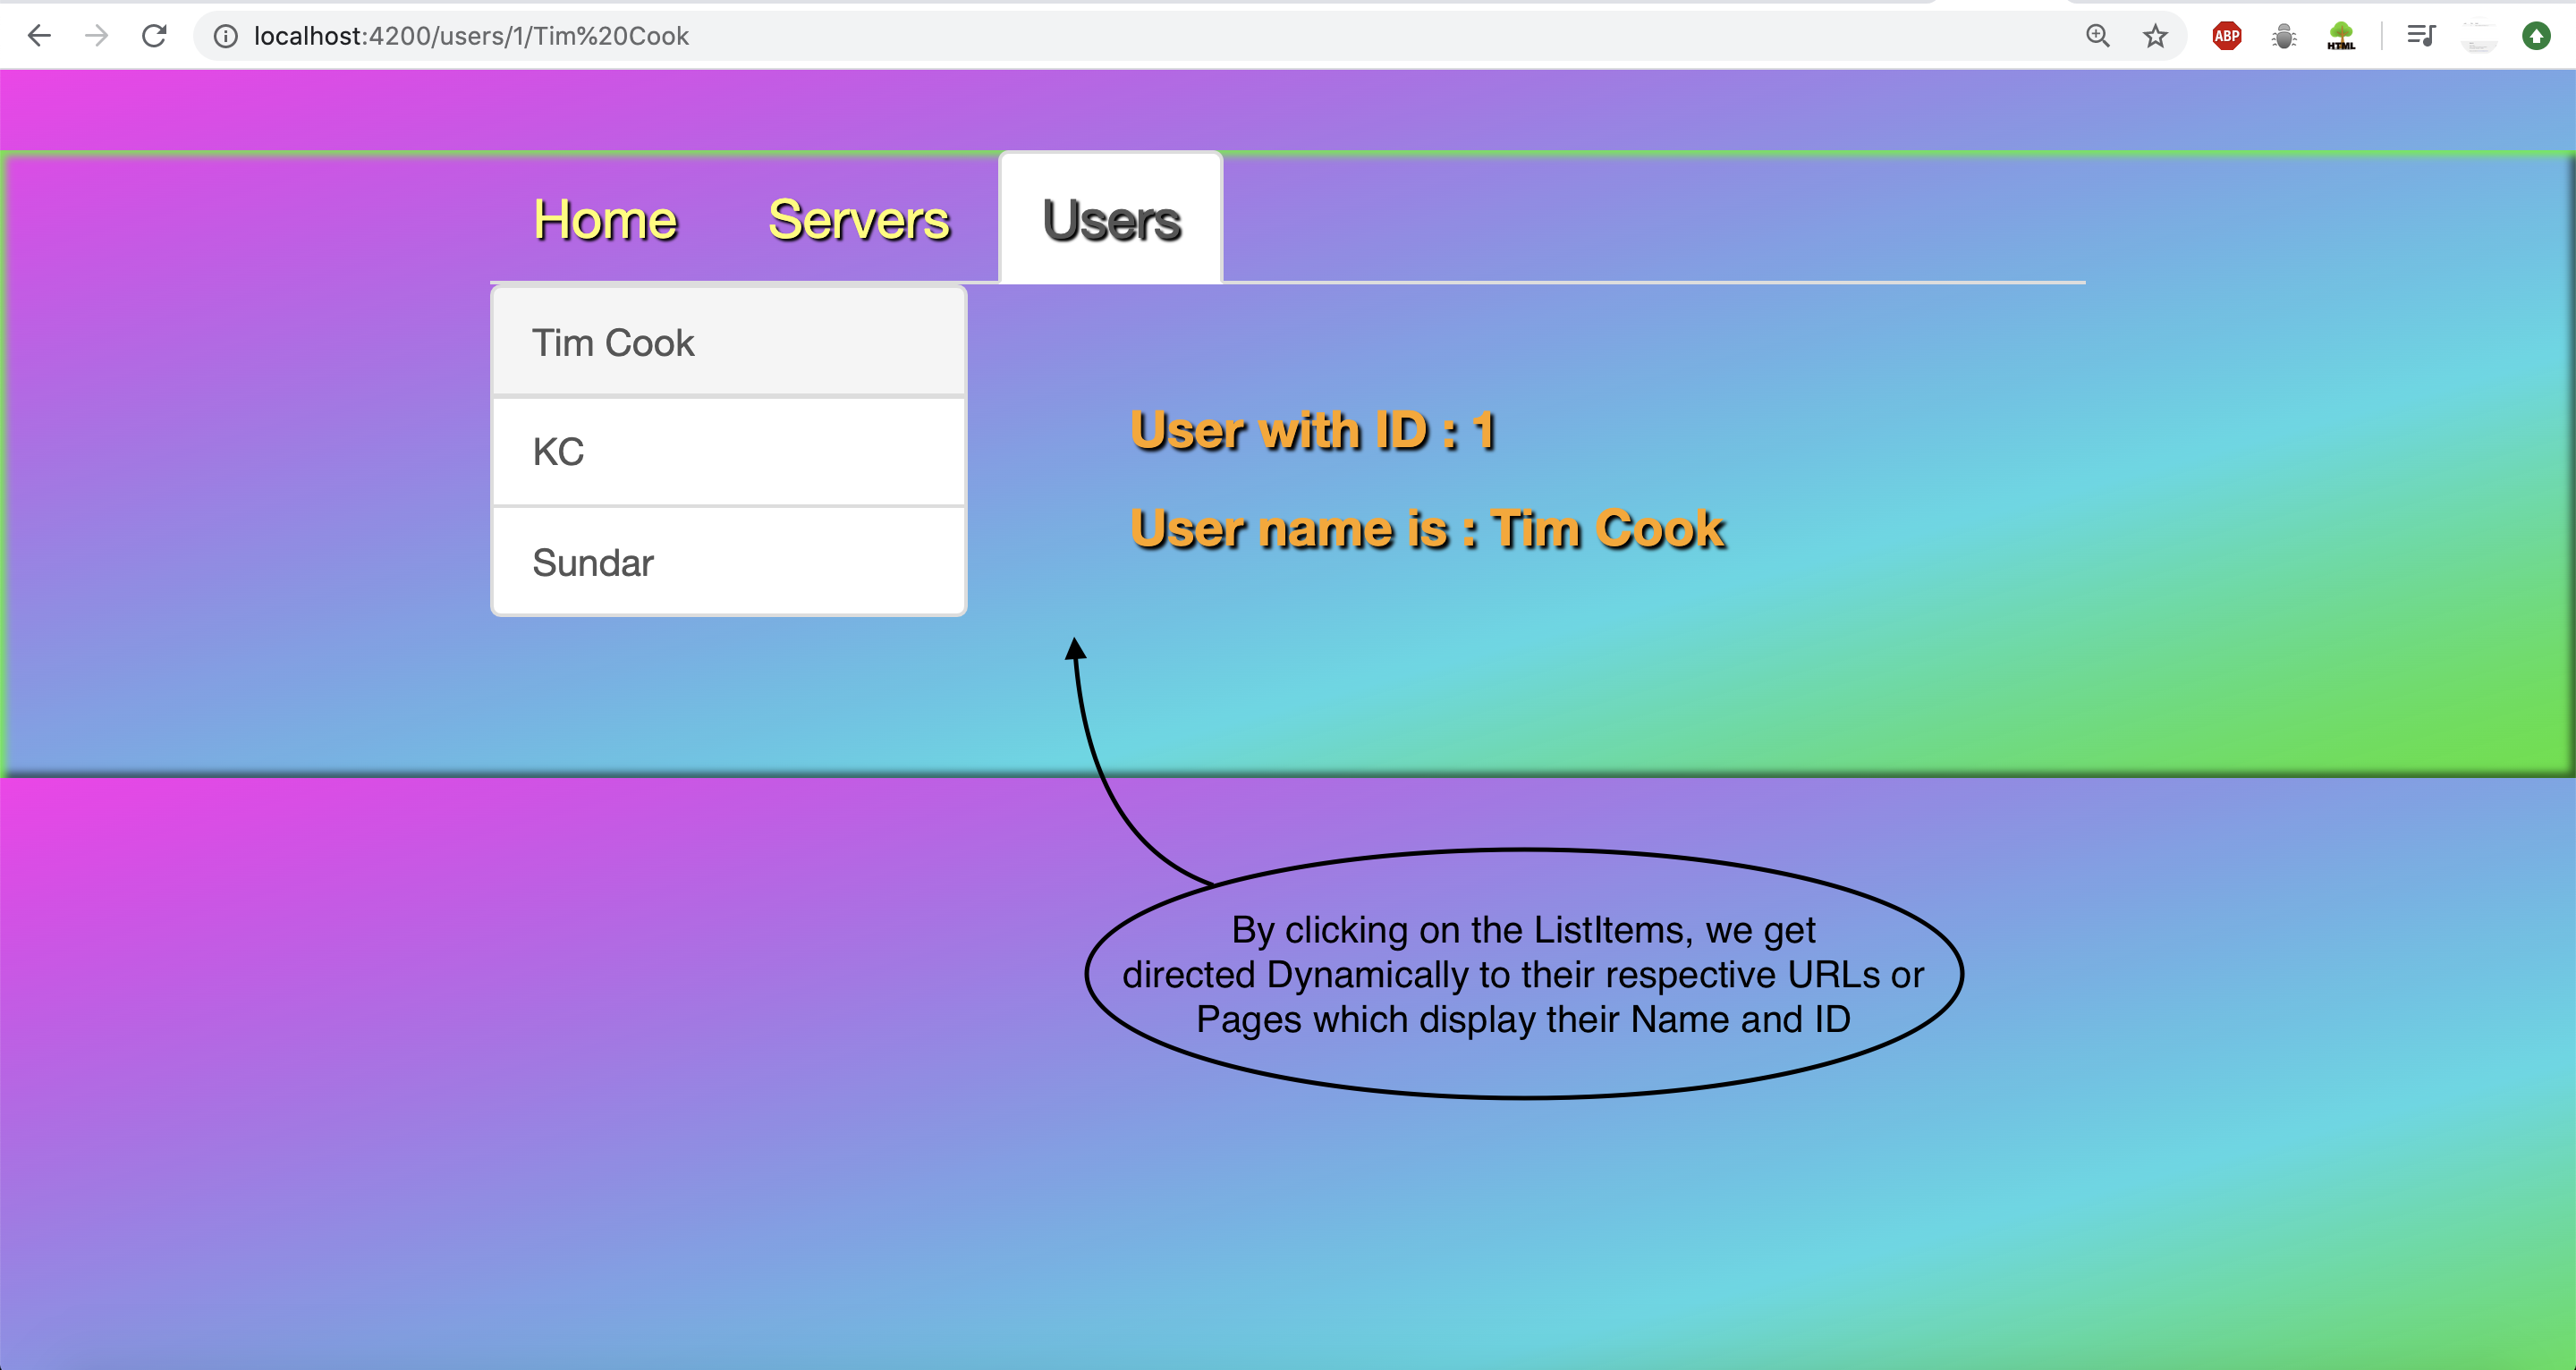 localhost:4200/users/1/Tim%20Cook
ABP
HTML
Home Servers Users
Tim Cook
KC
Sundar
User with ID : 1
User name is : Tim Cook
By clicking on the ListItems, we get
directed Dynamically to their respective URLs or
Pages which display their Name and ID